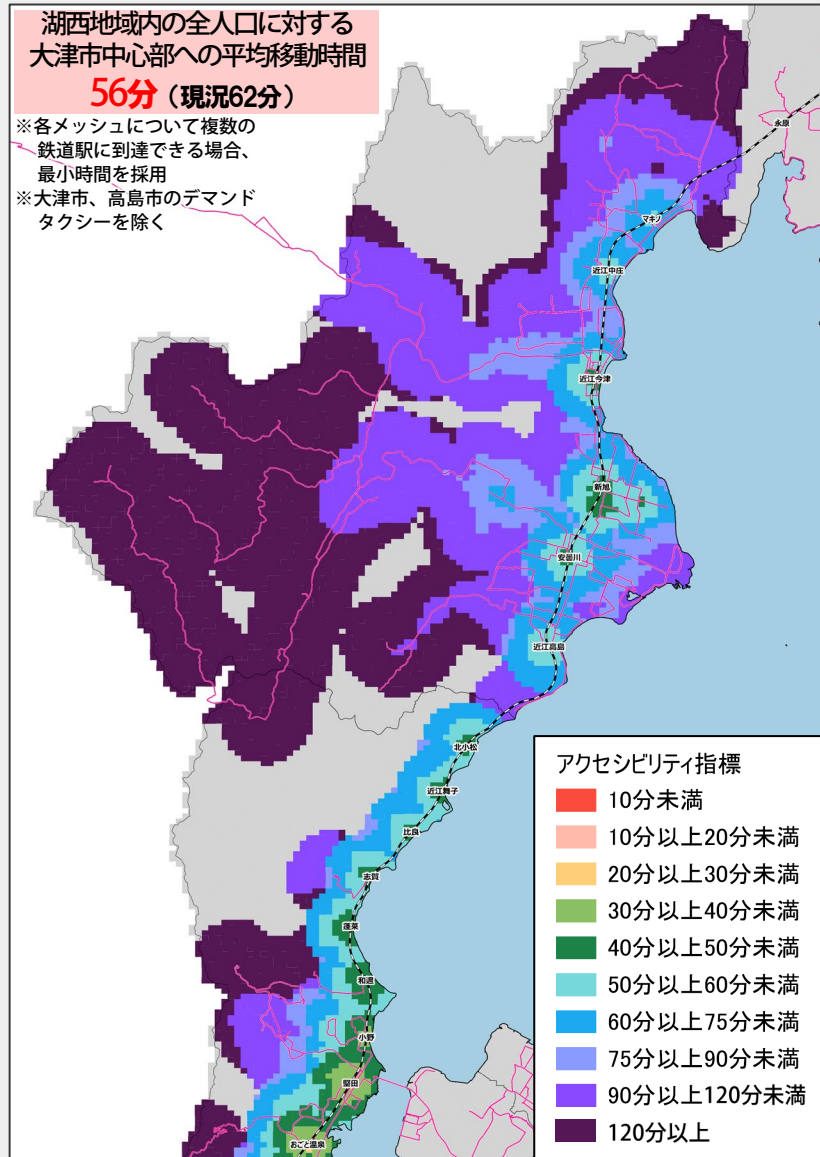 湖西地域内の全人口に対する
大津市中心部への平均移動時間
56分（現況62分）
※各メッシュについて複数の
鉄道駅に到達できる場合、
最小時間を採用
※大津市、高島市のデマンド
タクシーを除く
永原
マキノ
近江中庄
近江今津
新旭
安曇川
近江高島
北小松
近江舞子
比良
志賀
蓬莱
和邇
小野
堅田
おごと温泉
アクセシビリティ指標
10分未満
10分以上20分未満
20分以上30分未満
30分以上40分未満
40分以上50分未満
50分以上60分未満
60分以上75分未満
75分以上90分未満
90分以上120分未満
120分以上